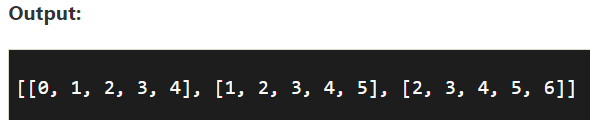 Output:
[[0, 1, 2, 3, 4], [1, 2, 3, 4, 5], [2, 3, 4, 5, 6]]